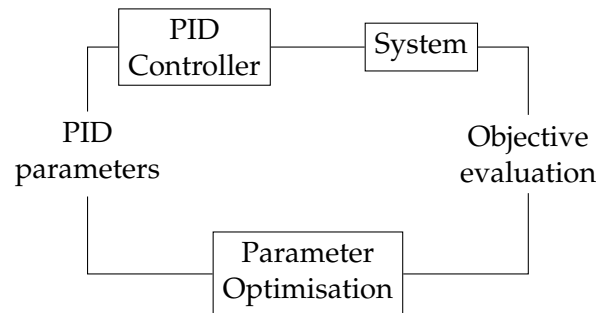 PID
Controller
System
PID
parameters
Objective
evaluation
Parameter
Optimisation